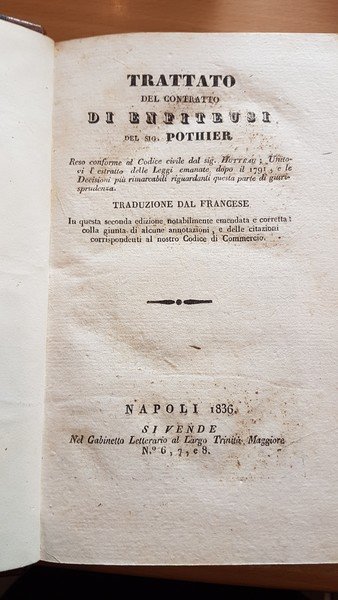 TRATTATO
DEL CONTRATTO
DI ENFITEUSI
DEL SIG. POTHIER
Reso conforme al Codice civile dal sig. HUTTEAU; Unito-
vi l'estratto delle Leggi emanate dopo il 1791, e le
Decisioni più rimarcabili riguardanti questa parte di giuri-
sprudenza.
TRADUZIONE DAL FRANCESE
In questa seconda edizione notabilmente emendata e corretta:
colla giunta di alcune annotazioni, e delle citazioni
corrispondenti al nostro Codice di Commercio.
NAPOLI 1836.
SI VENDE
Nel Gabinetto Letterario al Largo Trinità Maggiore
N.º 6, 7, e 8.